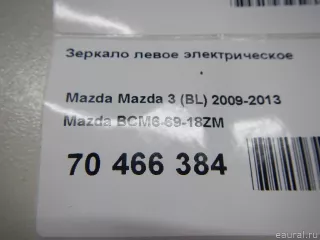 Зеркало левое электрическое
Mazda Mazda 3 (BL) 2009-2013
Mazda BCM6-69-18ZM
70 466 384
eaural.ru